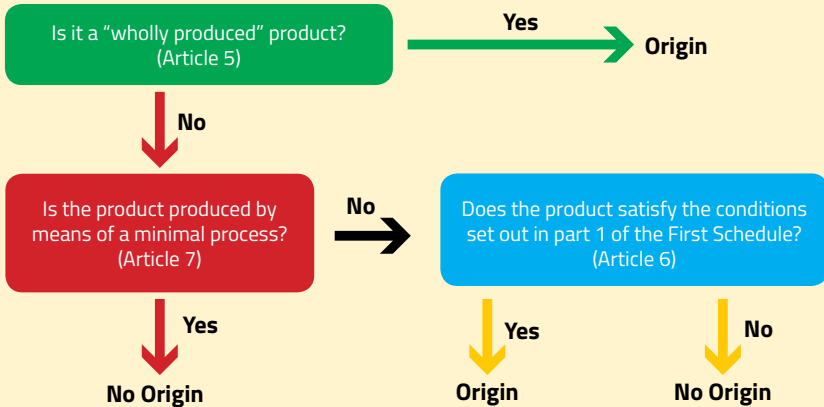 Is it a “wholly produced” product?
(Article 5)
Yes
Origin
No
Is the product produced by
means of a minimal process?
(Article 7)
No
Does the product satisfy the conditions
set out in part 1 of the First Schedule?
(Article 6)
Yes
No Origin
Yes
Origin
No
No Origin